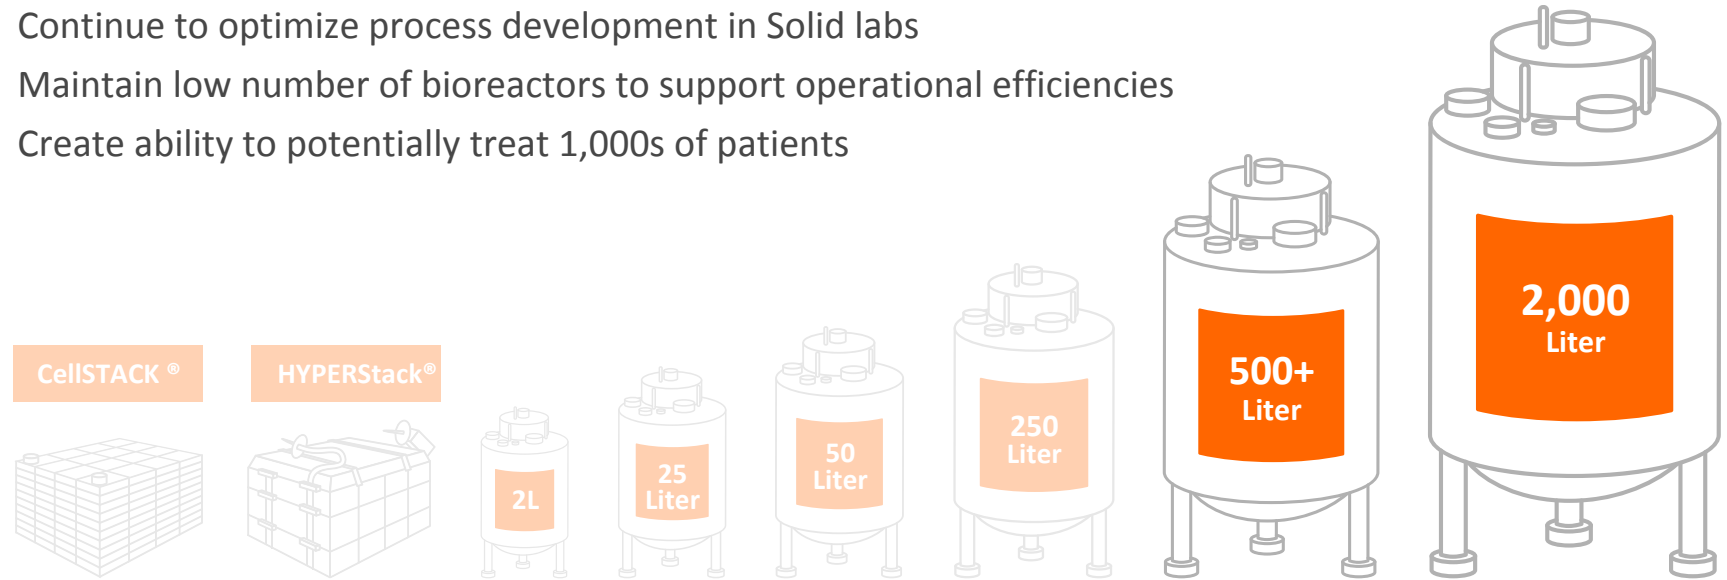 Continue to optimize process development in Solid labs
Maintain low number of bioreactors to support operational efficiencies
Create ability to potentially treat 1,000s of patients
CellSTACK ®
HYPERStack®
2L
25
Liter
50
Liter
250
Liter
500+
Liter
2,000
Liter